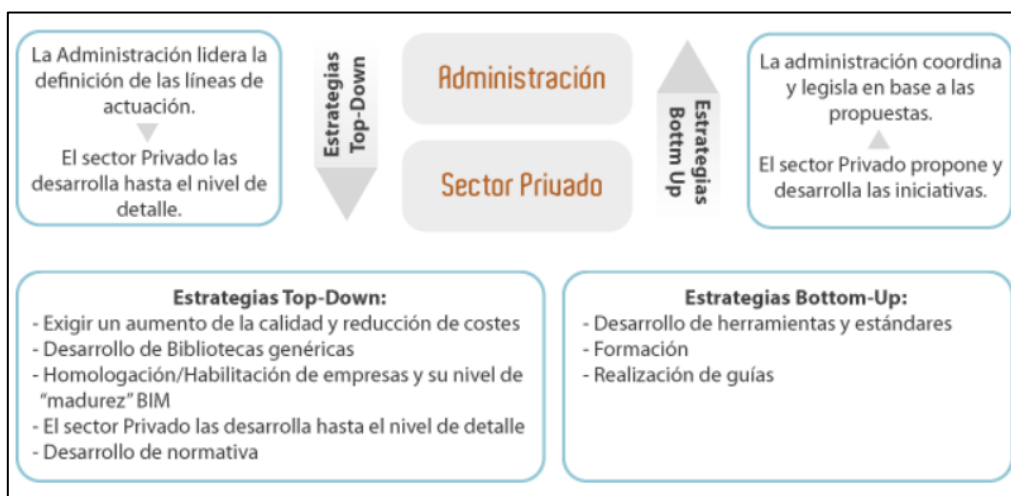 La Administración lidera la
definición de las líneas de
actuación.
El sector Privado las
desarrolla hasta el nivel de
detalle.
Estrategias
Top-Down
Administración
Sector Privado
Estrategias
Bottm Up
La administración coordina
y legisla en base a las
propuestas.
El sector Privado propone y
desarrolla las iniciativas.
Estrategias Top-Down:
- Exigir un aumento de la calidad y reducción de costes
- Desarrollo de Bibliotecas genéricas
- Homologación/Habilitación de empresas y su nivel de
“madurez” BIM
- El sector Privado las desarrolla hasta el nivel de detalle
- Desarrollo de normativa
Estrategias Bottom-Up:
- Desarrollo de herramientas y estándares
- Formación
- Realización de guías